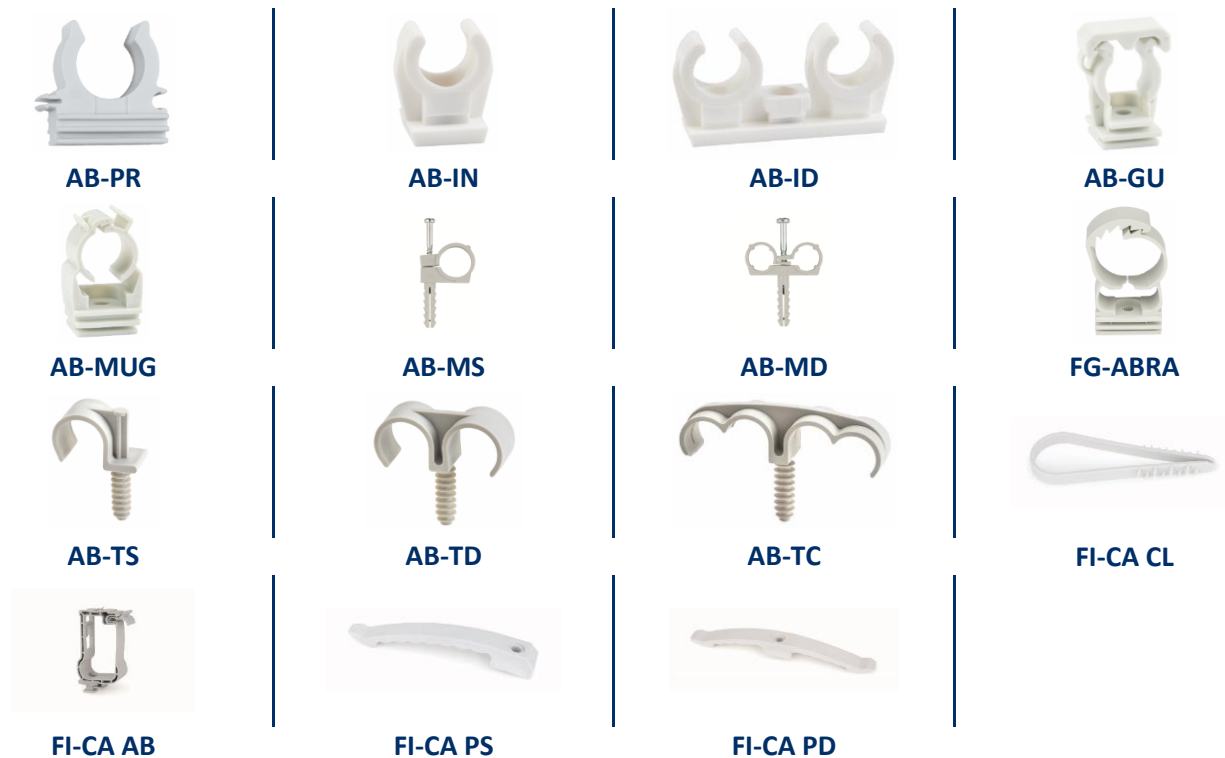 AB-PR
AB-IN
AB-ID
AB-GU
AB-MUG
AB-MS
AB-MD
FG-ABRA
AB-TS
AB-TD
AB-TC
FI-CA CL
FI-CA AB
FI-CA PS
FI-CA PD